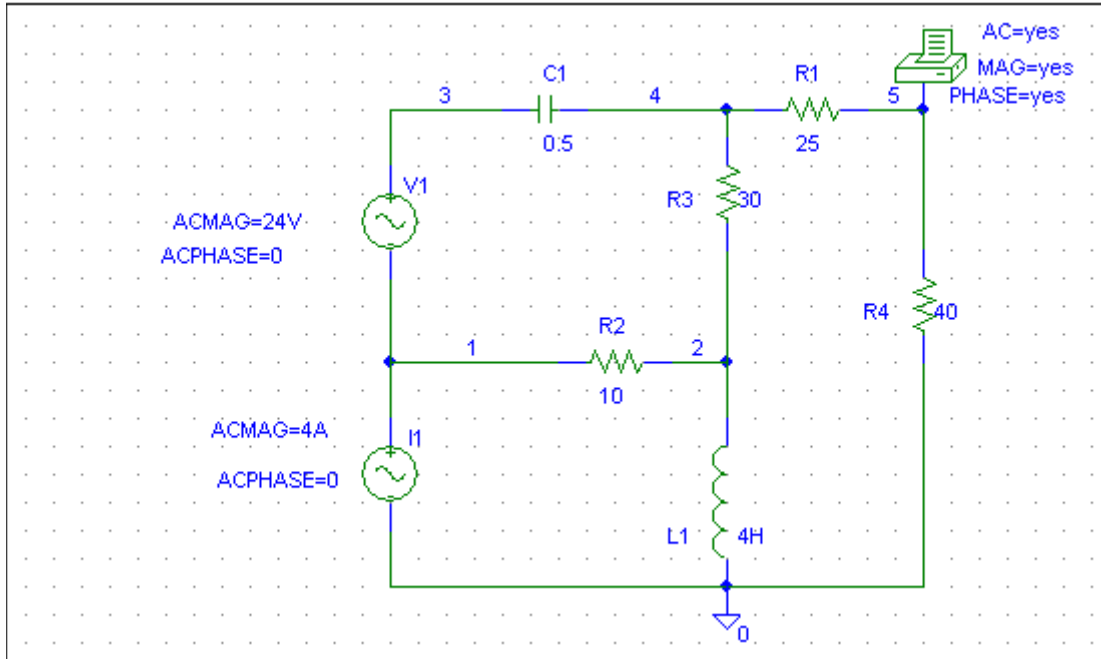 AC=yes
MAG=yes
PHASE=yes
C1
R1
3
4
5
0.5
25
V1
R3
30
ACMAG=24V
ACPHASE=0
R4
40
R2
1
2
10
ACMAG=4A
I1
ACPHASE=0
L1
4H
0